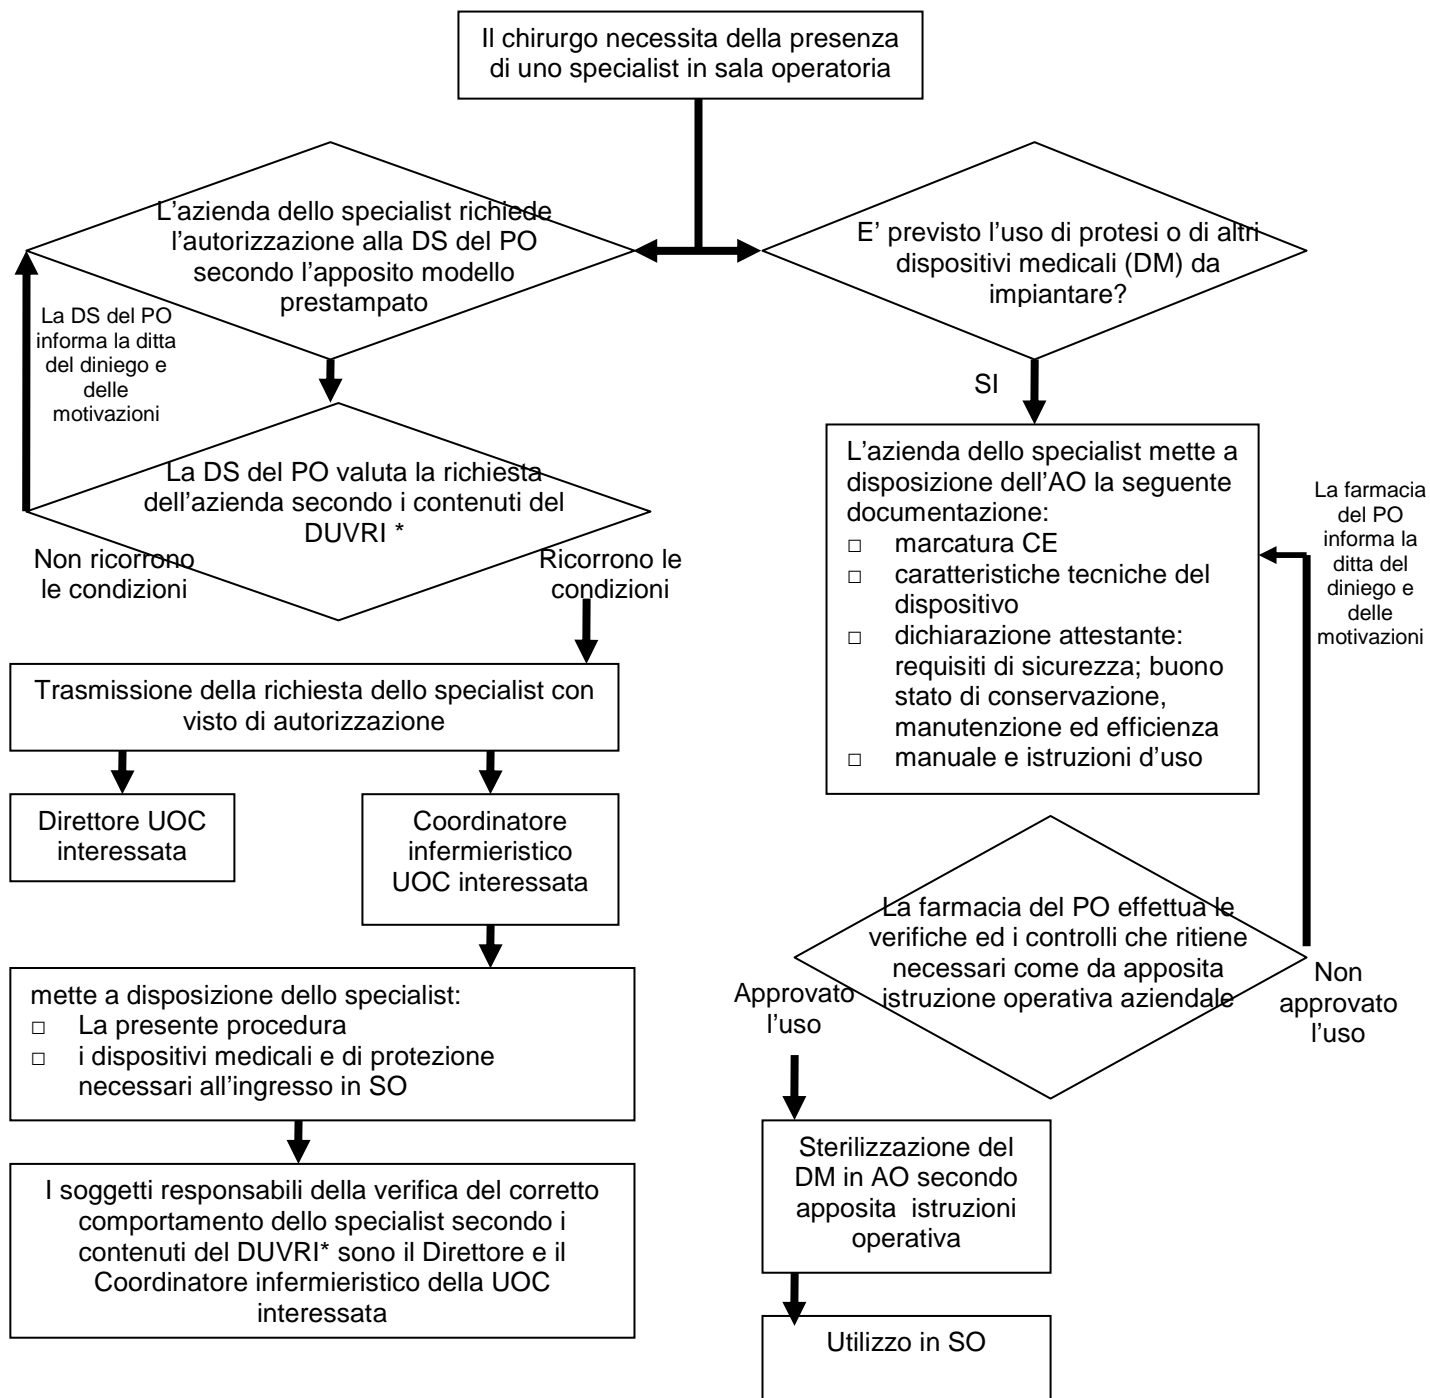 Il chirurgo necessita della presenza
di uno specialist in sala operatoria
L'azienda dello specialist richiede
l'autorizzazione alla DS del PO
secondo l'apposito modello
prestampato
E' previsto l'uso di protesi o di altri
dispositivi medicali (DM) da
impiantare?
La DS del PO
informa la ditta
del diniego e
delle
motivazioni
SI
La DS del PO valuta la richiesta
dell'azienda secondo i contenuti del
DUVRI *
Non ricorrono
le condizioni
Ricorrono le
condizioni
L'azienda dello specialist mette a
disposizione dell'AO la seguente
documentazione:
□ marcatura CE
□ caratteristiche tecniche del
dispositivo
□ dichiarazione attestante:
requisiti di sicurezza; buono
stato di conservazione,
manutenzione ed efficienza
□ manuale e istruzioni d'uso
La farmacia
del PO
informa la
ditta del
diniego e
delle
motivazioni
Trasmissione della richiesta dello specialist con
visto di autorizzazione
Direttore UOC
interessata
Coordinatore
infermieristico
UOC interessata
La farmacia del PO effettua le
verifiche ed i controlli che ritiene
necessari come da apposita
istruzione operativa aziendale
Approvato
l'uso
Non
approvato
l'uso
mette a disposizione dello specialist:
□ La presente procedura
□ i dispositivi medicali e di protezione
necessari all'ingresso in SO
Sterilizzazione del
DM in AO secondo
apposita istruzioni
operativa
I soggetti responsabili della verifica del corretto
comportamento dello specialist secondo i
contenuti del DUVRI* sono il Direttore e il
Coordinatore infermieristico della UOC
interessata
Utilizzo in SO